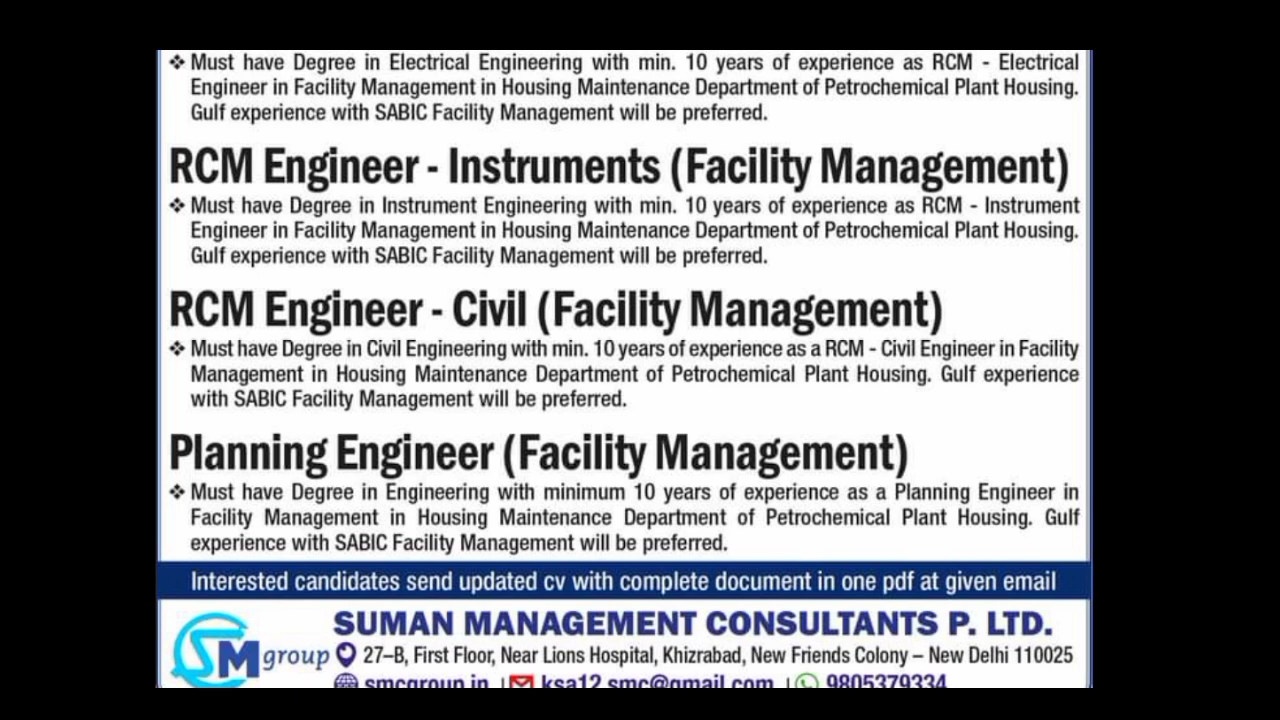 ❖ Must have Degree in Electrical Engineering with min. 10 years of experience as RCM - Electrical
Engineer in Facility Management in Housing Maintenance Department of Petrochemical Plant Housing.
Gulf experience with SABIC Facility Management will be preferred.
RCM Engineer - Instruments (Facility Management)
❖ Must have Degree in Instrument Engineering with min. 10 years of experience as RCM - Instrument
Engineer in Facility Management in Housing Maintenance Department of Petrochemical Plant Housing.
Gulf experience with SABIC Facility Management will be preferred.
RCM Engineer - Civil (Facility Management)
❖ Must have Degree in Civil Engineering with min. 10 years of experience as a RCM - Civil Engineer in Facility
Management in Housing Maintenance Department of Petrochemical Plant Housing. Gulf experience
with SABIC Facility Management will be preferred.
Planning Engineer (Facility Management)
❖ Must have Degree in Engineering with minimum 10 years of experience as a Planning Engineer in
Facility Management in Housing Maintenance Department of Petrochemical Plant Housing. Gulf
experience with SABIC Facility Management will be preferred.
Interested candidates send updated cv with complete document in one pdf at given email
SM group
SUMAN MANAGEMENT CONSULTANTS P. LTD.
27–B, First Floor, Near Lions Hospital, Khizrabad, New Friends Colony – New Delhi 110025
smcgroup.in | ksa12.smc@gmail.com | 9805379334